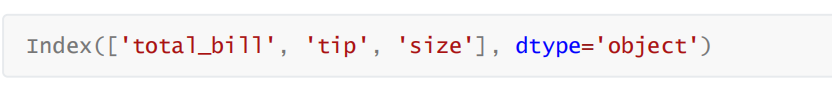 Index(['total_bill', 'tip', 'size'], dtype='object')